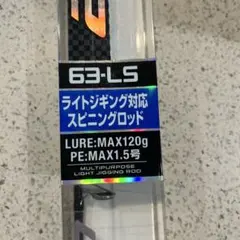 63-LS
ライトジギング対応
スピニングロッド
LURE:MAX120g
PE:MAX1.5号
MULTIPURPOSE
LIGHT JIGGING ROD